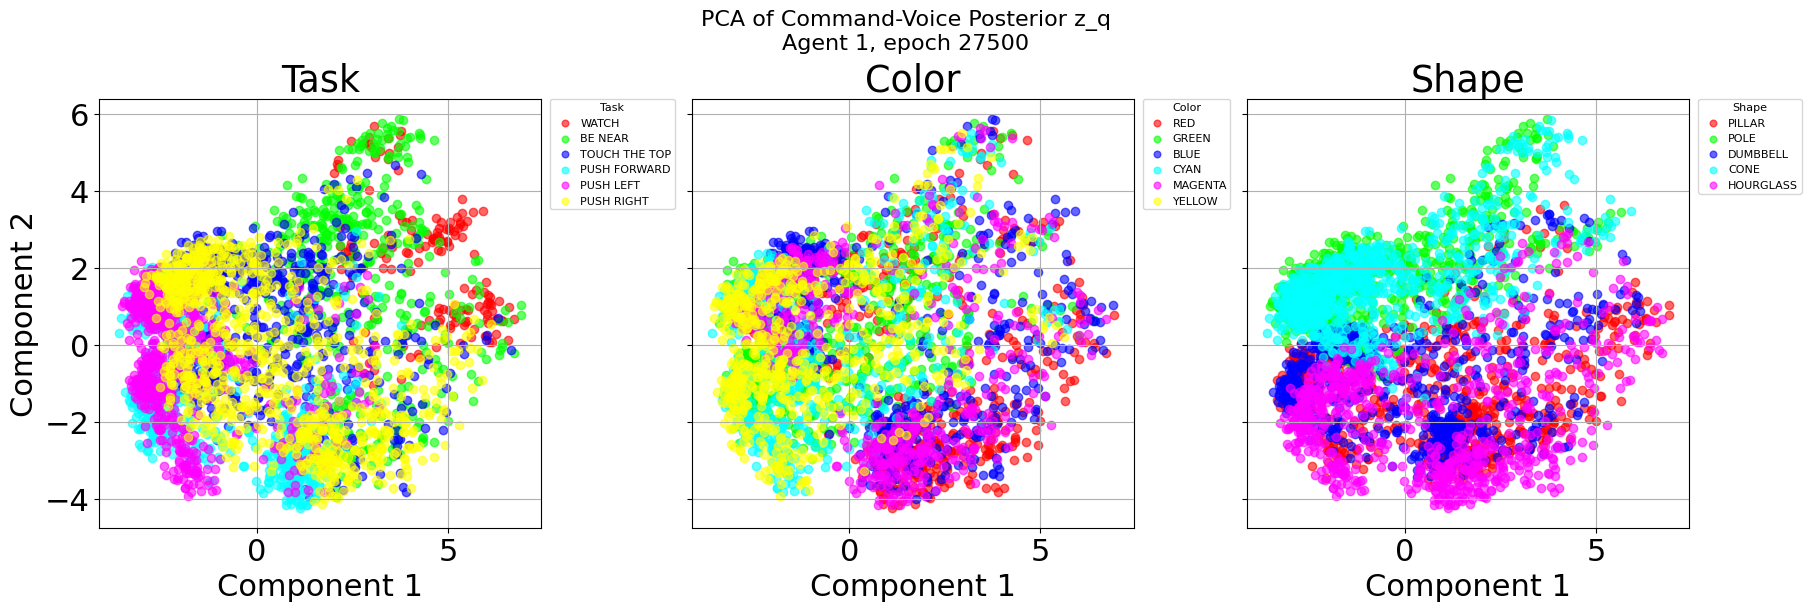 PCA of Command-Voice Posterior z_q
Agent 1, epoch 27500
Task
Color
Shape
Component 2
6
4
2
0
−2
−4
0
5
Component 1
Task
WATCH
BE NEAR
TOUCH THE TOP
PUSH FORWARD
PUSH LEFT
PUSH RIGHT
0
5
Component 1
Color
RED
GREEN
BLUE
CYAN
MAGENTA
YELLOW
0
5
Component 1
Shape
PILLAR
POLE
DUMBBELL
CONE
HOURGLASS